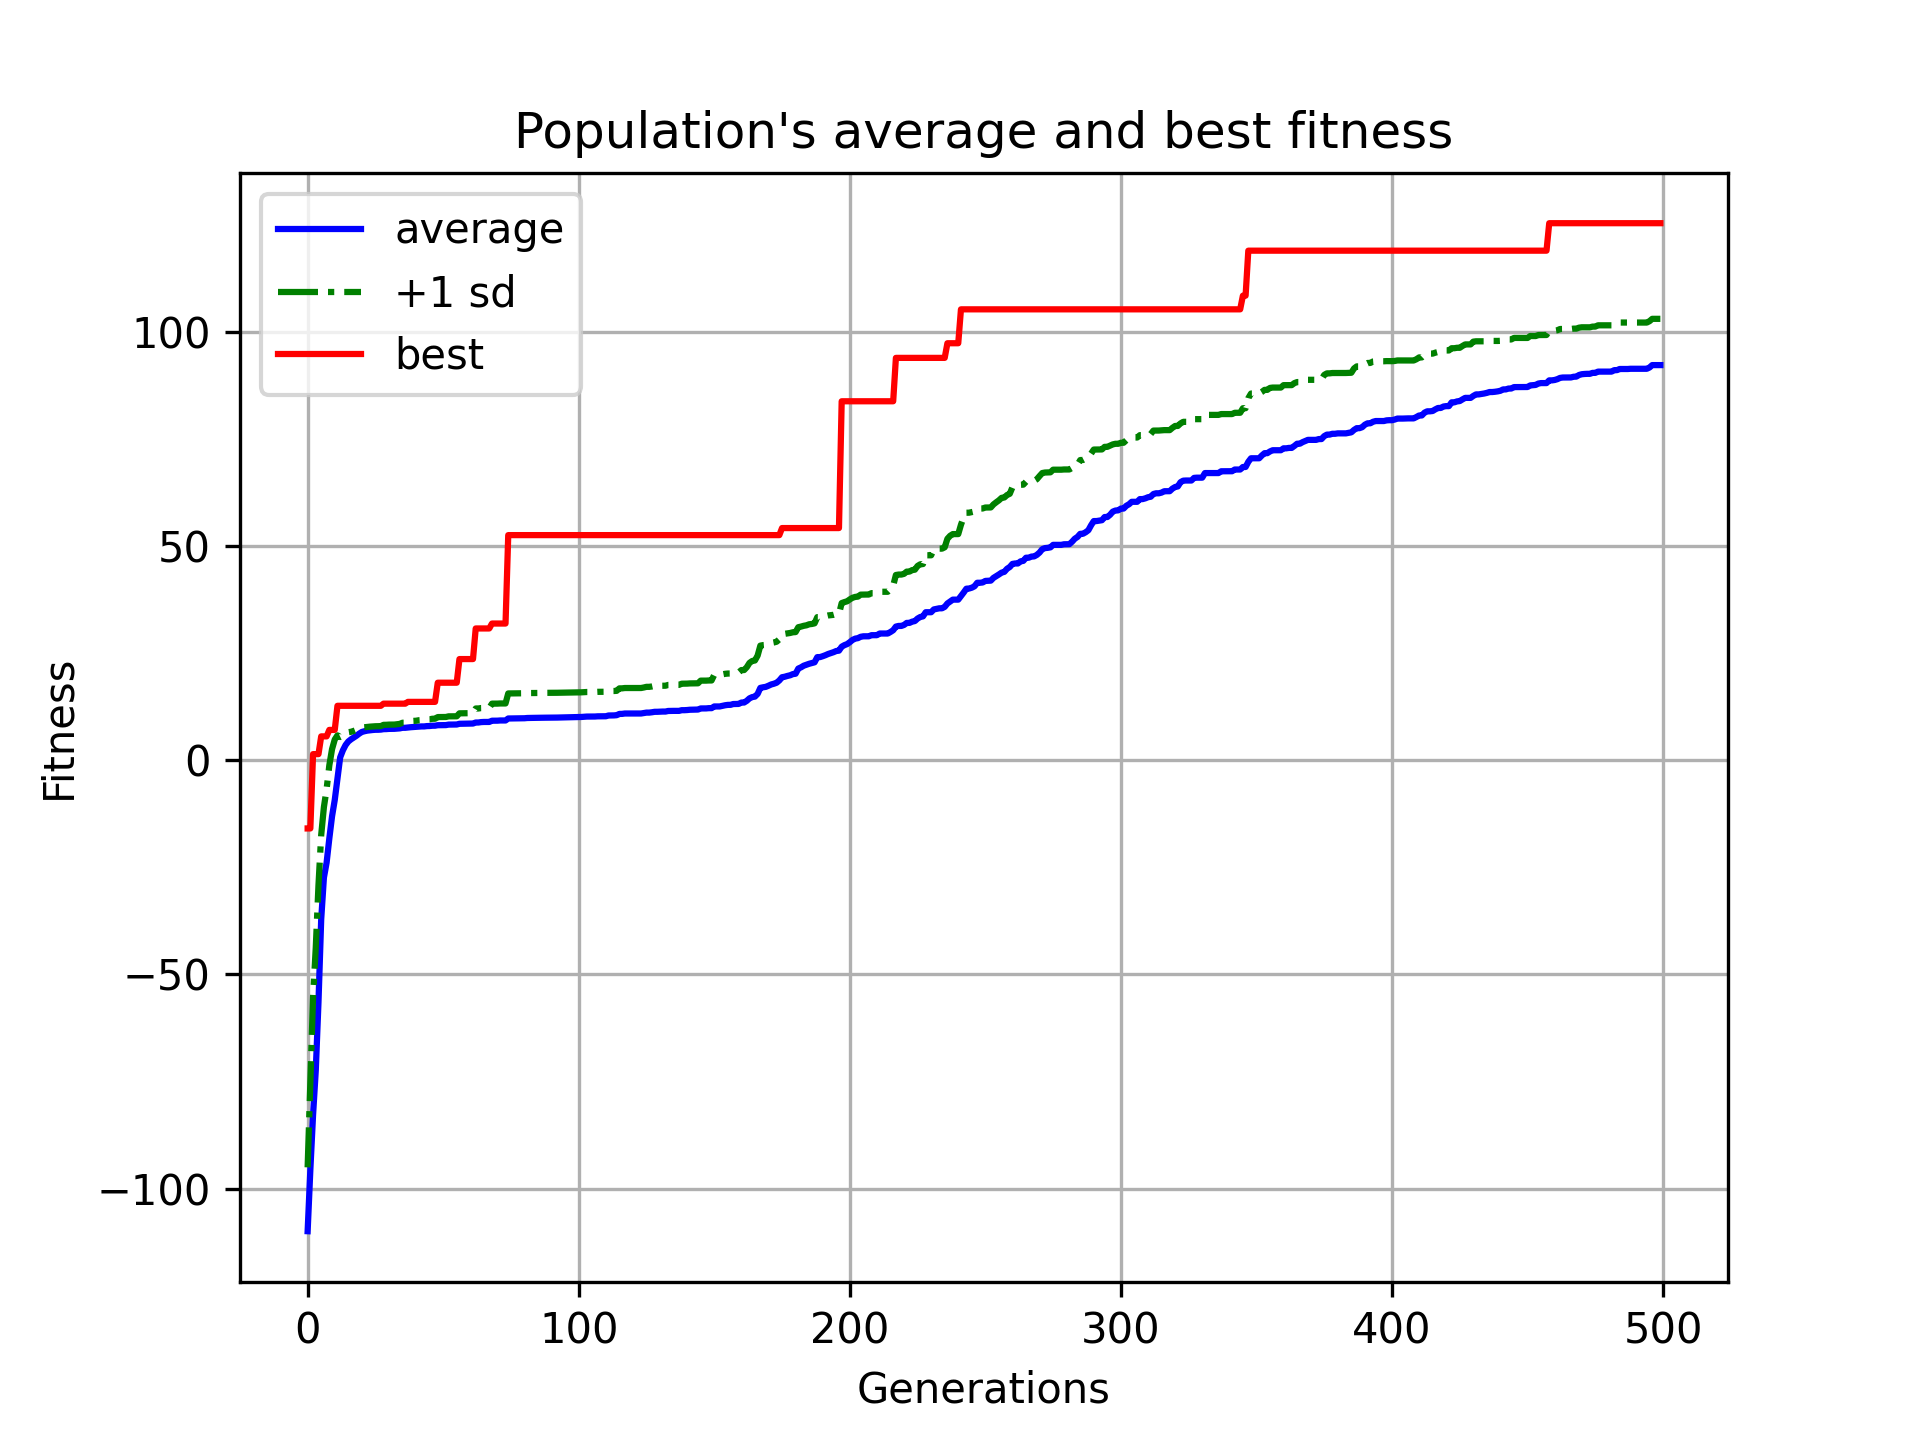 Population's average and best fitness
average
+1 sd
best
Fitness
100
50
0
−50
−100
0 100 200 300 400 500
Generations